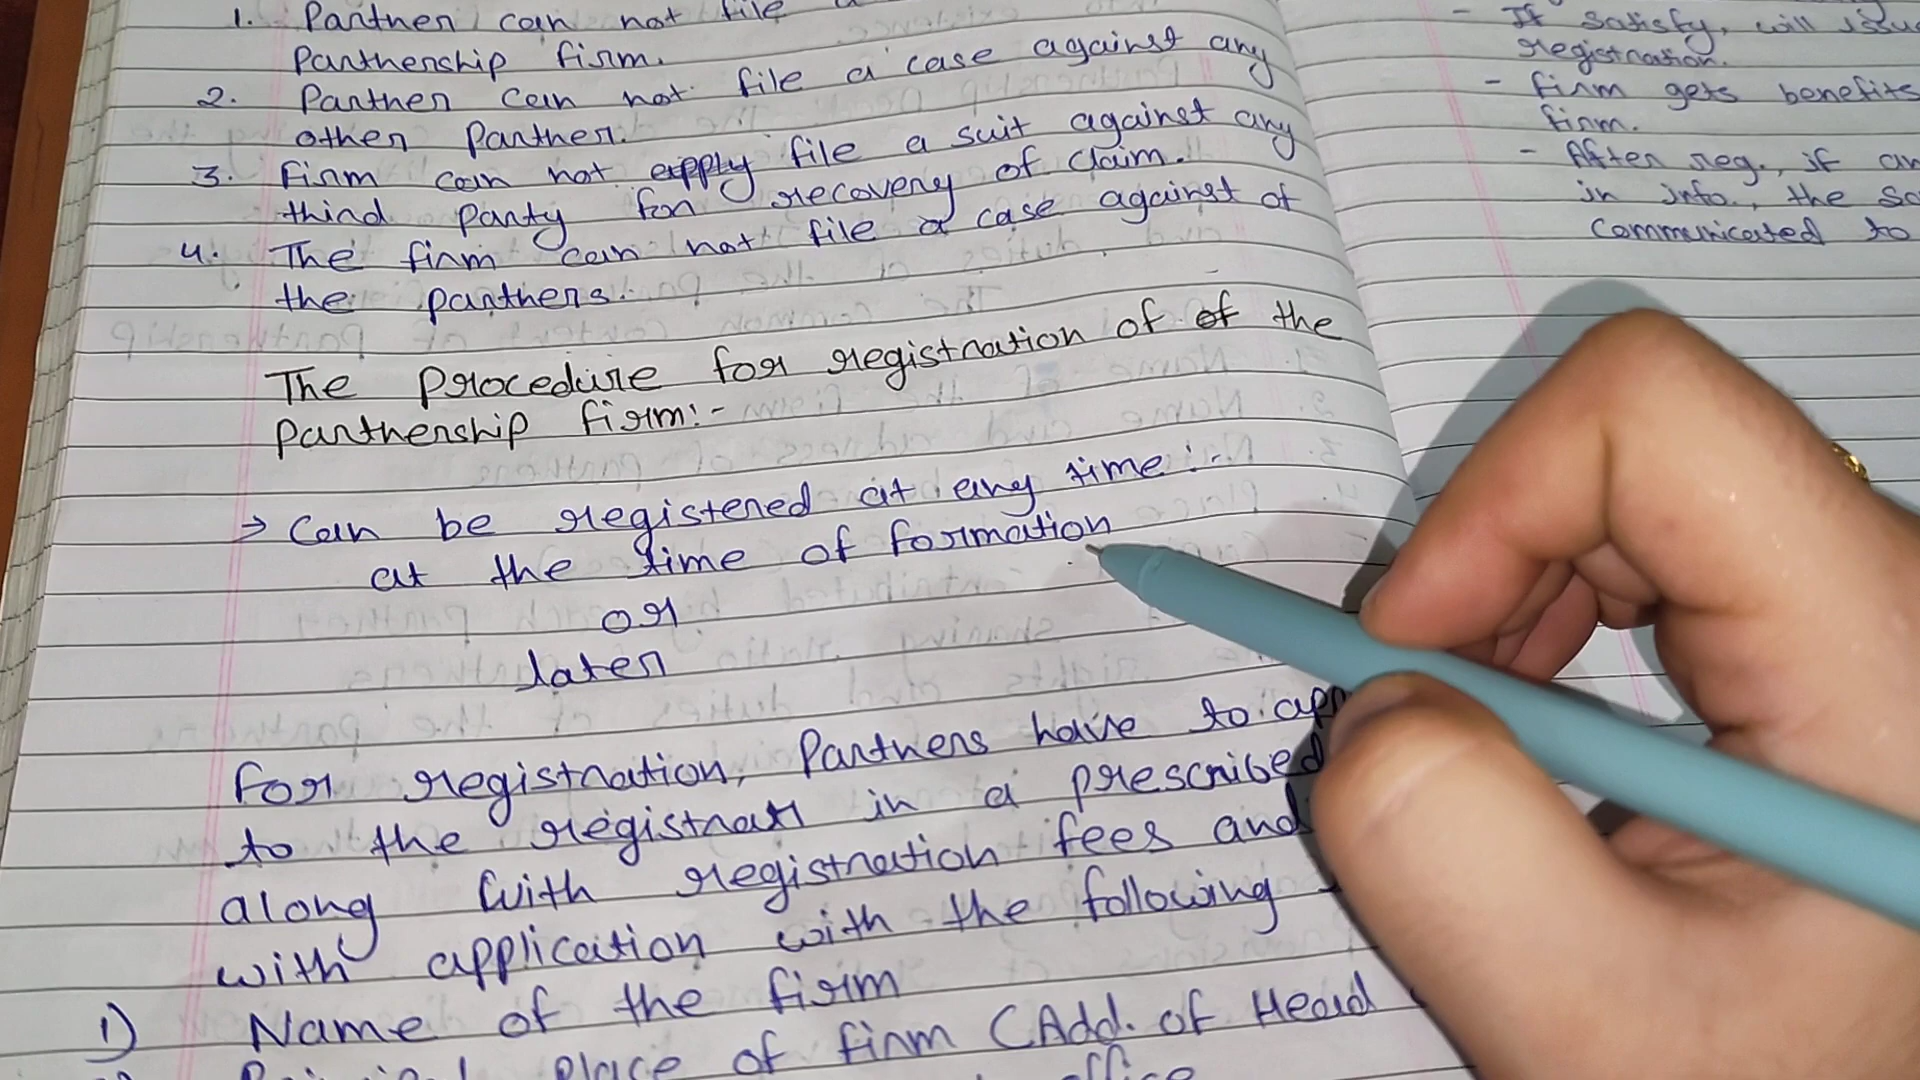 1. Partner can not file a
Partnership firm.
2. Partner can not file a case against any
other Partner.
3. Firm can not apply file a suit against any
third party for recovery of claim.
4. The firm can not file a case against of
the partners.
The Procedure for registration of of the
Partnership firm:-
→ Can be registered at any time:-
at the time of formation
or
later
For registration, Partners have to
to the registrar in a prescribed
along with registration fees and
with application with the following
1) Name of the firm
place of firm (Add. of Head
office
- If satisfy, will issue
registration.
- firm gets benefits
firm.
- After reg., if
in info., the
Communicated to